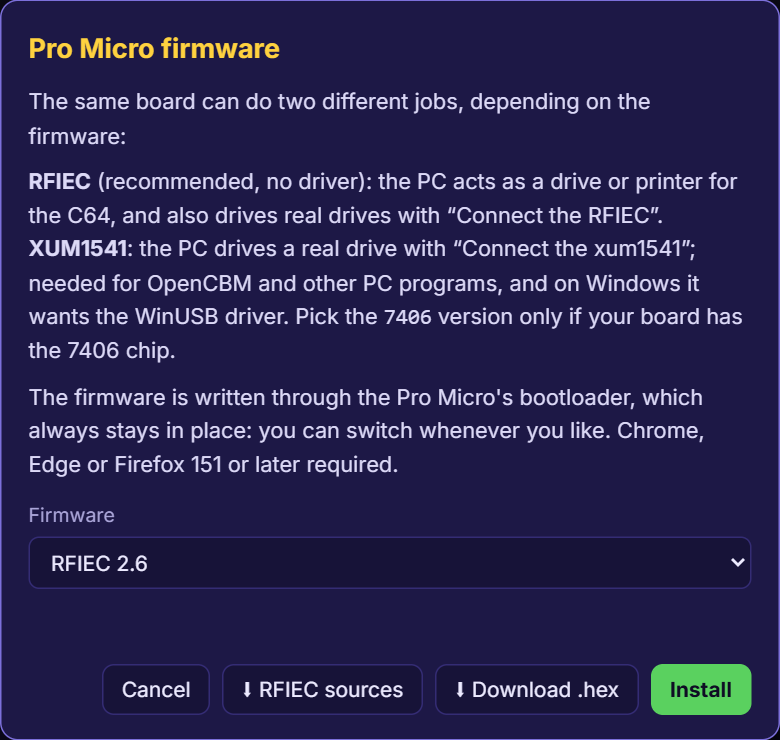 Pro Micro firmware
The same board can do two different jobs, depending on the
firmware:
RFIEC (recommended, no driver): the PC acts as a drive or printer for
the C64, and also drives real drives with “Connect the RFIEC”.
XUM1541: the PC drives a real drive with “Connect the xum1541”;
needed for OpenCBM and other PC programs, and on Windows it
wants the WinUSB driver. Pick the 7406 version only if your board has
the 7406 chip.
The firmware is written through the Pro Micro's bootloader, which
always stays in place: you can switch whenever you like. Chrome,
Edge or Firefox 151 or later required.
Firmware
RFIEC 2.6
Cancel
⬇ RFIEC sources
⬇ Download .hex
Install